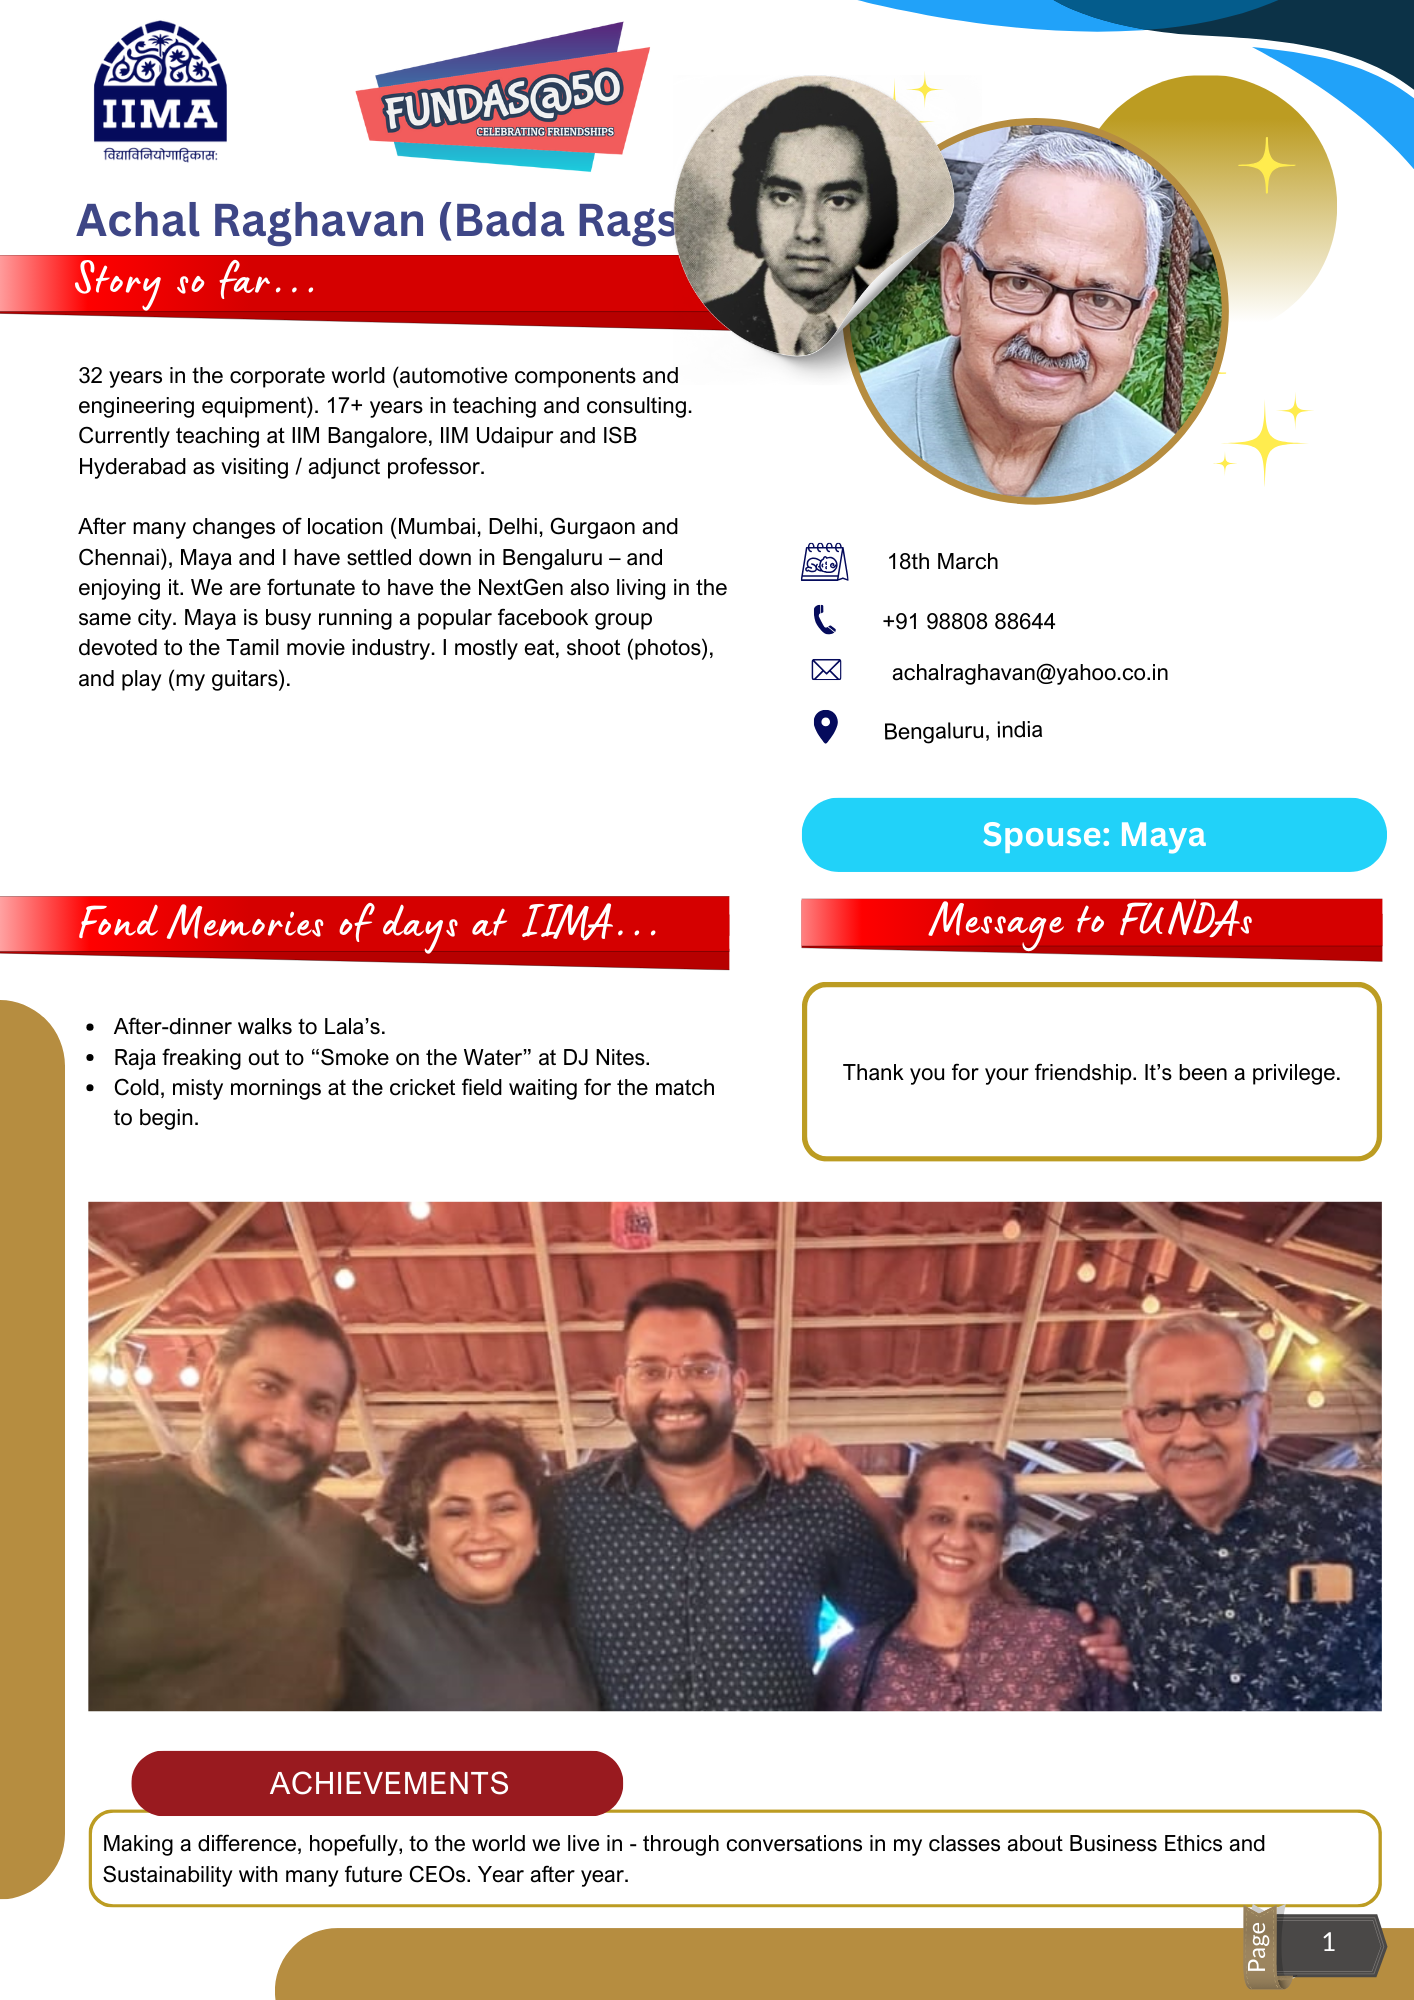 IIMA
विद्याविनियोगाद्विकासः
FUNDAS@50
CELEBRATING FRIENDSHIPS
Achal Raghavan (Bada Rags
Story so far...
32 years in the corporate world (automotive components and
engineering equipment). 17+ years in teaching and consulting.
Currently teaching at IIM Bangalore, IIM Udaipur and ISB
Hyderabad as visiting / adjunct professor.
After many changes of location (Mumbai, Delhi, Gurgaon and
Chennai), Maya and I have settled down in Bengaluru – and
enjoying it. We are fortunate to have the NextGen also living in the
same city. Maya is busy running a popular facebook group
devoted to the Tamil movie industry. I mostly eat, shoot (photos),
and play (my guitars).
18th March
+91 98808 88644
achalraghavan@yahoo.co.in
Bengaluru, india
Spouse: Maya
Fond Memories of days at IIMA...
• After-dinner walks to Lala’s.
• Raja freaking out to “Smoke on the Water” at DJ Nites.
• Cold, misty mornings at the cricket field waiting for the match
to begin.
Message to FUNDAs
Thank you for your friendship. It’s been a privilege.
ACHIEVEMENTS
Making a difference, hopefully, to the world we live in - through conversations in my classes about Business Ethics and
Sustainability with many future CEOs. Year after year.
Page 1